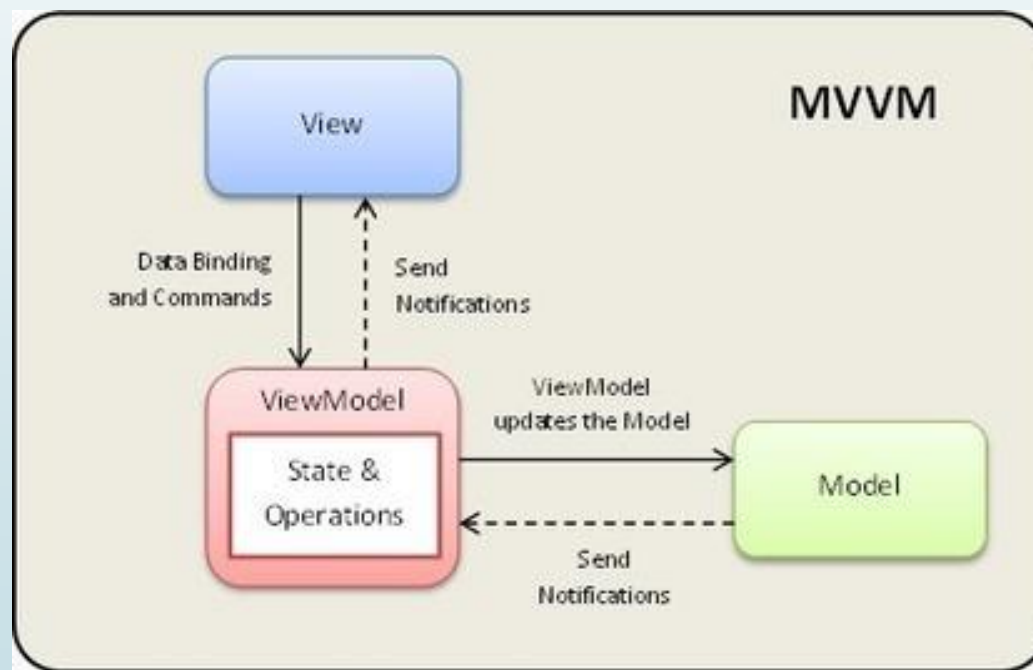 MVVM
View
Data Binding
and Commands
Send
Notifications
ViewModel
State &
Operations
ViewModel
updates the Model
Model
Send
Notifications